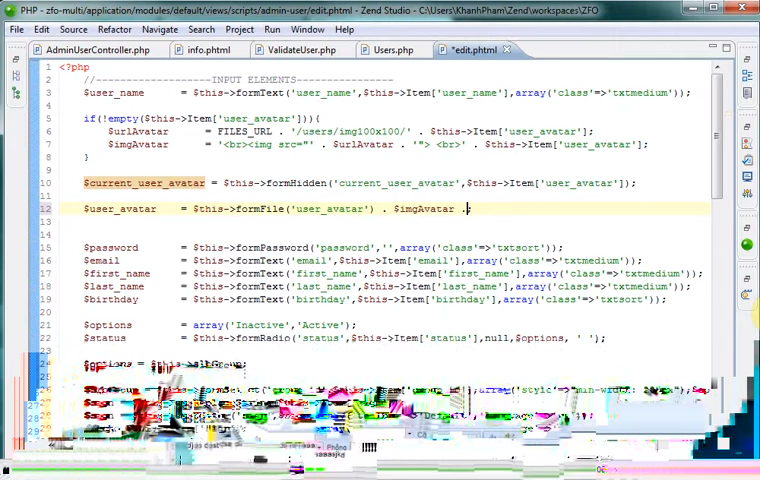 PHP - zfo-multi/application/modules/default/views/scripts/admin-user/edit.phtml - Zend Studio - C:\Users\KhanhPham\Zend\workspaces\ZFO
File Edit Navigate Search Project Run Window Help
AdminUserController.php info.phtml ValidateUser.php Users.php *edit.phtml
1 <?php
2 //-------------------INPUT ELEMENTS----------------
3 $user_name = $this->formText('user_name',$this->Item['user_name'],array('class'=>'txtmedium'));
4
5 if(!empty($this->Item['user_avatar'])){
6 $urlAvatar = FILES_URL . '/users/img100x100/' . $this->Item['user_avatar'];
7 $imgAvatar = '<br><img src="' . $urlAvatar . '"> <br>' . $this->Item['user_avatar'];
8 }
9
10 $current_user_avatar = $this->formHidden('current_user_avatar',$this->Item['user_avatar']);
11
12 $user_avatar = $this->formFile('user_avatar') . $imgAvatar .;
13
14
15 $password = $this->formPassword('password','',array('class'=>'txtsort'));
16 $email = $this->formText('email',$this->Item['email'],array('class'=>'txtmedium'));
17 $first_name = $this->formText('first_name',$this->Item['first_name'],array('class'=>'txtmedium'));
18 $last_name = $this->formText('last_name',$this->Item['last_name'],array('class'=>'txtmedium'));
19 $birthday = $this->formText('birthday',$this->Item['birthday'],array('class'=>'txtsort'));
20
21 $options = array('Inactive','Active');
22 $status = $this->formRadio('status',$this->Item['status'],null,$options, ' ');
23
24 $options =